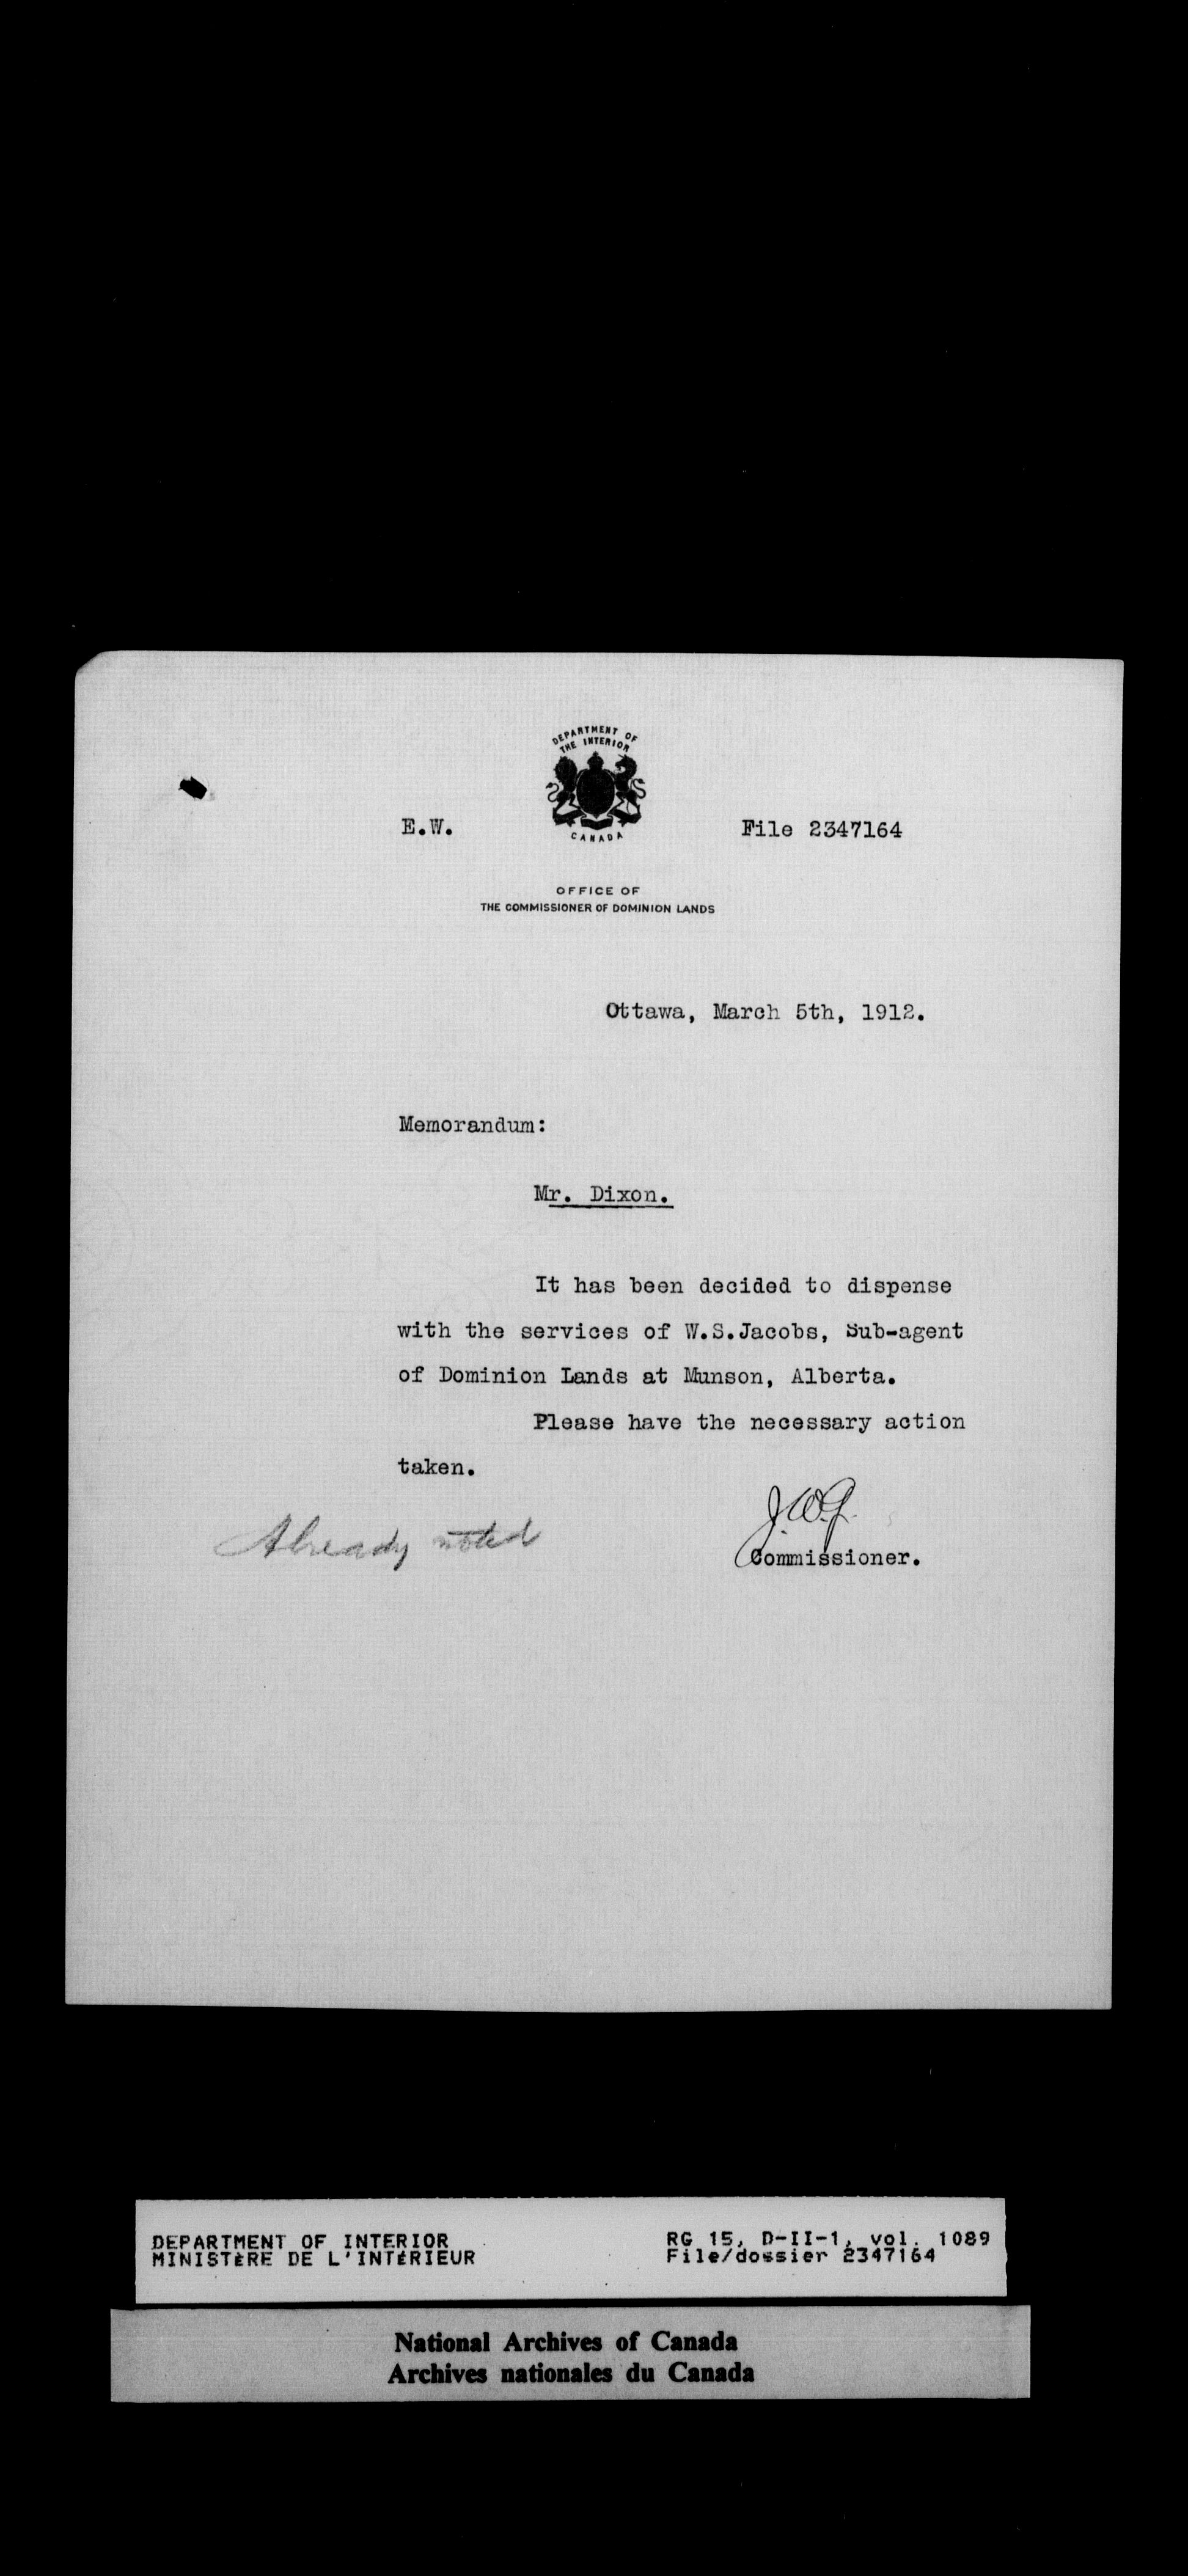 DEPARTMENT OF
THE INTERIOR
CANADA
E.W.
File 2347164
OFFICE OF
THE COMMISSIONER OF DOMINION LANDS
Ottawa, March 5th, 1912.
Memorandum:
Mr. Dixon.
It has been decided to dispense
with the services of W.S.Jacobs, Sub-agent
of Dominion Lands at Munson, Alberta.
Please have the necessary action
taken.
Already noted
Commissioner.
DEPARTMENT OF INTERIOR
MINISTÈRE DE L'INTÉRIEUR
RG 15, D-II-1, vol. 1089
File/dossier 2347164
National Archives of Canada
Archives nationales du Canada